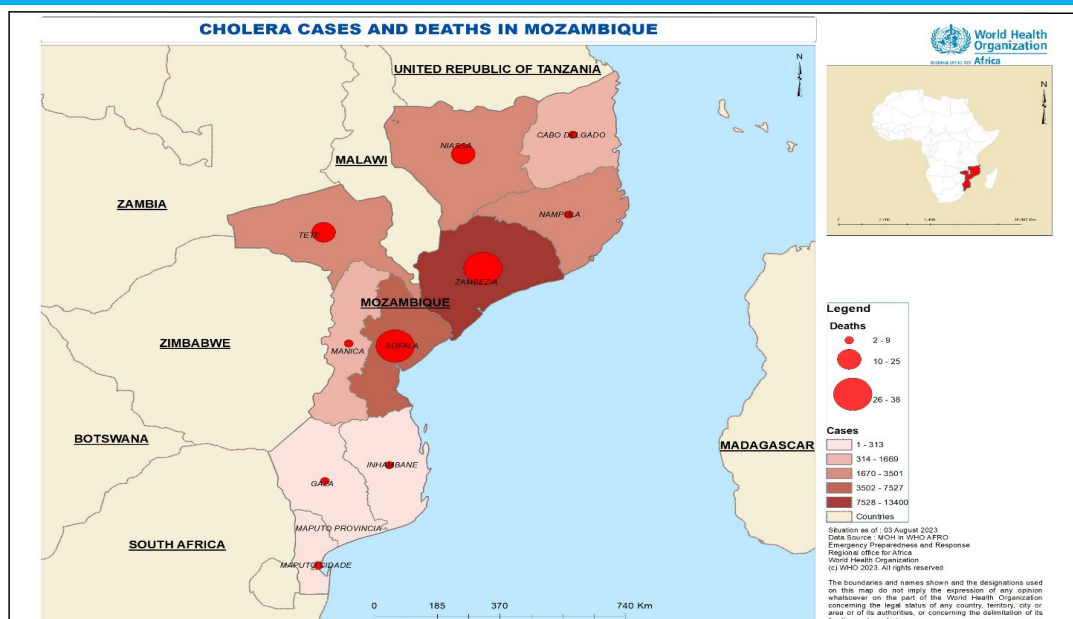 CHOLERA CASES AND DEATHS IN MOZAMBIQUE
World Health
Organization
REGIONAL OFFICE FOR Africa
UNITED REPUBLIC OF TANZANIA
N
N
CABO DELGADO
NIASSA
MALAWI
ZAMBIA
NAMPULA
TETE
ZAMBEZIA
MOZAMBIQUE
ZIMBABWE
MANICA
SOFALA
BOTSWANA
MADAGASCAR
INHAMBANE
GAZA
MAPUTO PROVINCIA
SOUTH AFRICA
MAPUTO CIDADE
0 185 370 740 Km
Legend
Deaths
2 - 9
10 - 25
26 - 38
Cases
1 - 313
314 - 1669
1670 - 3501
3502 - 7527
7528 - 13400
Countries
Situation as of : 03 August 2023
Data Source : MOH in WHO AFRO
Emergency Preparedness and Response
Regional office for Africa
World Health Organization
(c) WHO 2023. All rights reserved
The boundaries and names shown and the designations used
on this map do not imply the expression of any opinion
whatsoever on the part of the World Health Organization
concerning the legal status of any country, territory, city or
area or of its authorities, or concerning the delimitation of its